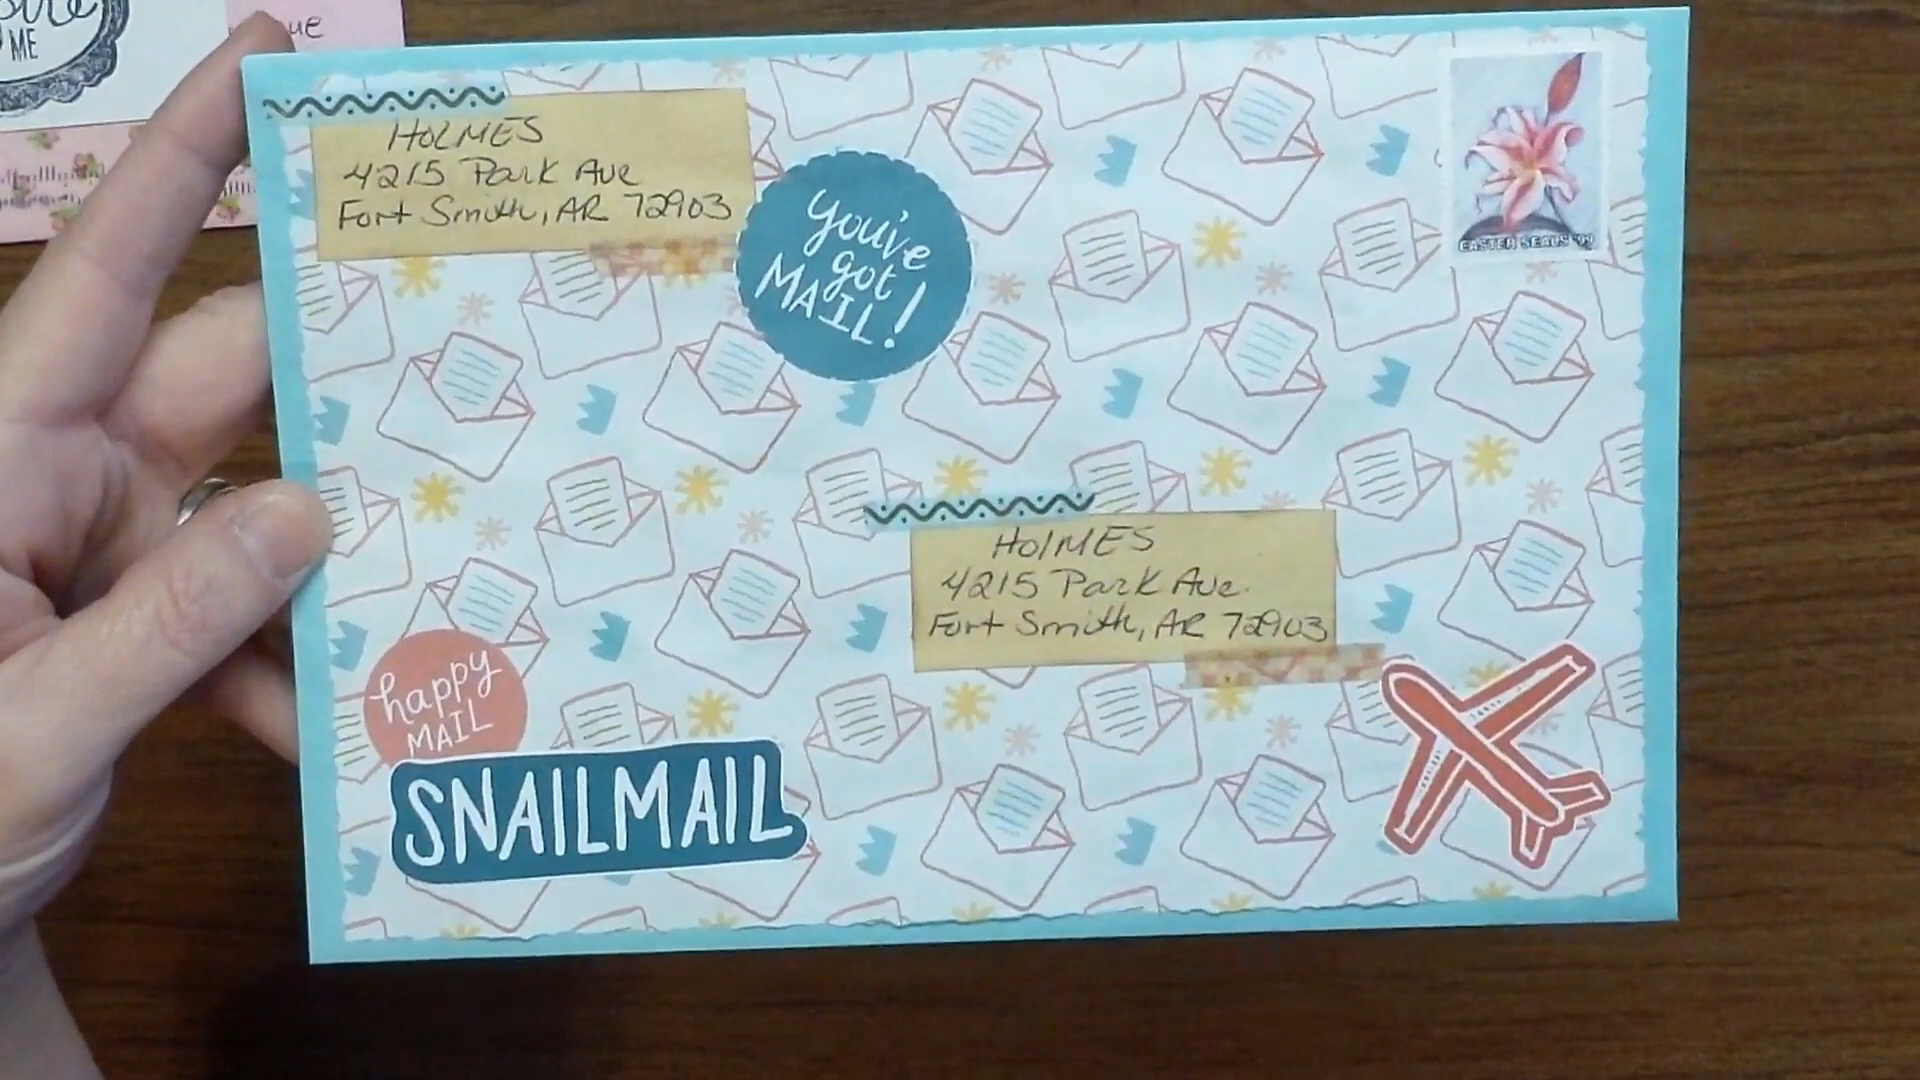 ME
HOLMES
4215 Park Ave
Fort Smith, AR 72903
you've
got
MAIL!
EASTER SEALS '99
HolMES
4215 Park Ave.
Fort Smith, AR 72903
happy
MAIL
SNAILMAIL